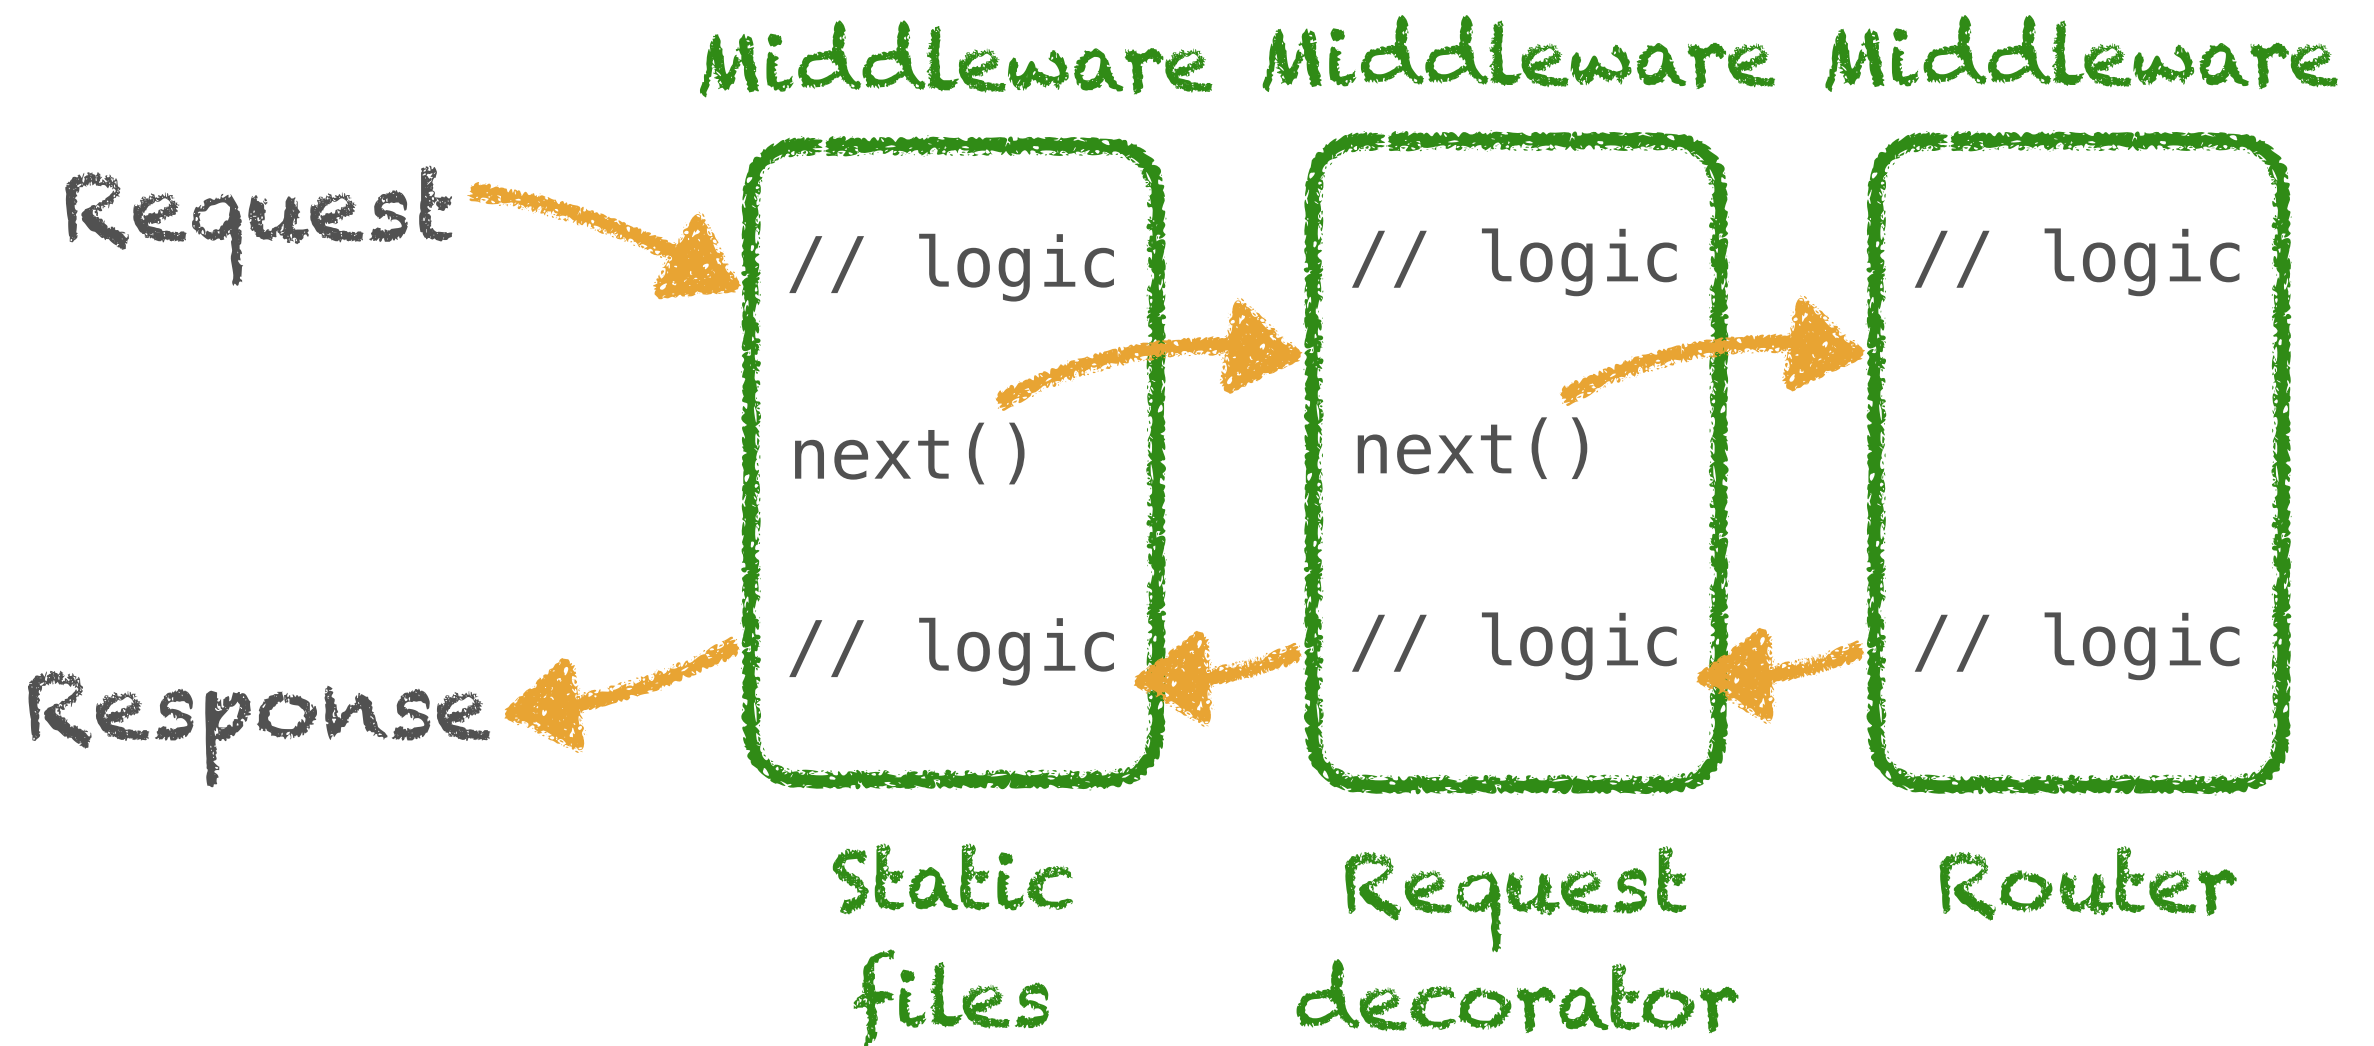 Middleware Middleware Middleware
Request
// logic // logic // logic
next() next()
// logic // logic // logic
Response
Static Request Router
files decorator